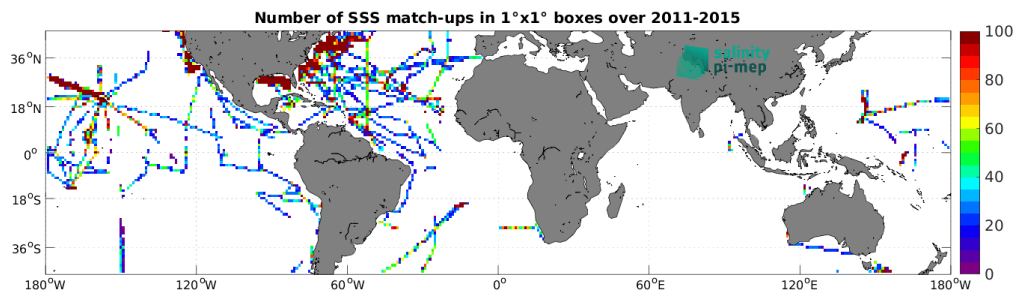 Number of SSS match-ups in 1°x1° boxes over 2011-2015
36°N
18°N
0°
18°S
36°S
180°W 120°W 60°W 0° 60°E 120°E 180°W
100
80
60
40
20
0
salinity
pi-mep